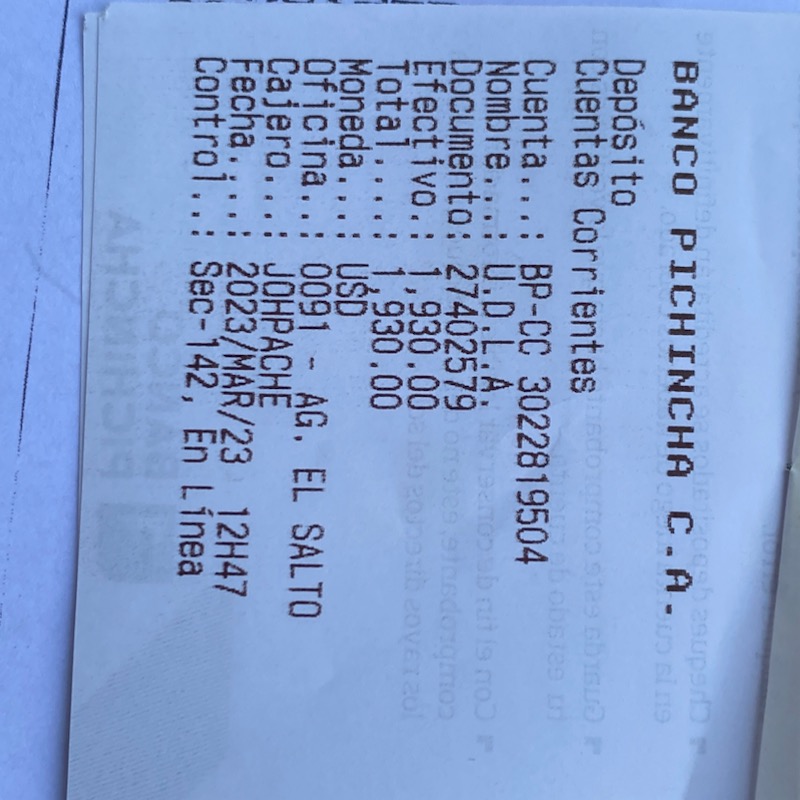 BANCO PICHINCHA C.A.
Depósito
Cuentas Corrientes
Cuenta...: BP-CC 3022819504
Nombre...: U.D.L.A.
Documento: 27402579
Efectivo.: 1,930.00
Total....: 1,930.00
Moneda...: USD
Oficina..: 0091 - AG. EL SALTO
Cajero...: JOHPACHE
Fecha....: 2023/MAR/23 12H47
Control..: Sec-142, En Línea
BANCO
PICHINCHA